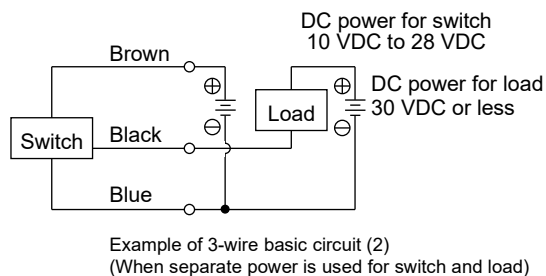 DC power for switch
10 VDC to 28 VDC
Brown
DC power for load
30 VDC or less
Load
Switch
Black
Blue
Example of 3-wire basic circuit (2)
(When separate power is used for switch and load)